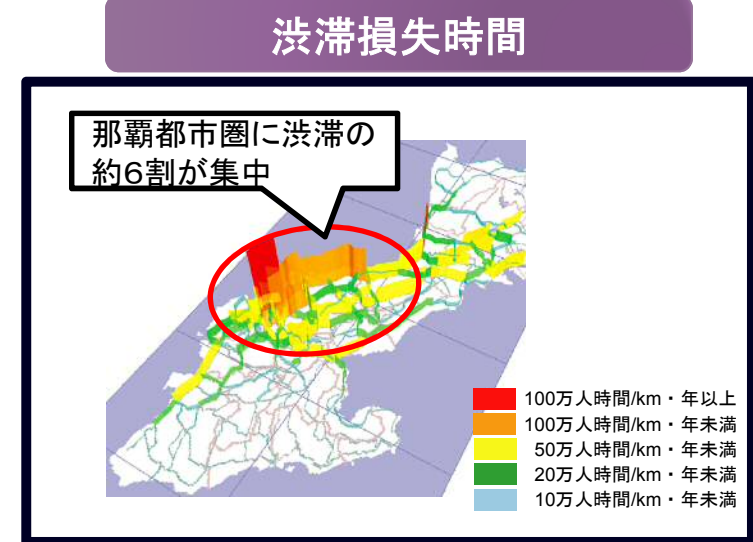 渋滞損失時間
那覇都市圏に渋滞の
約6割が集中
100万人時間/km・年以上
100万人時間/km・年未満
50万人時間/km・年未満
20万人時間/km・年未満
10万人時間/km・年未満